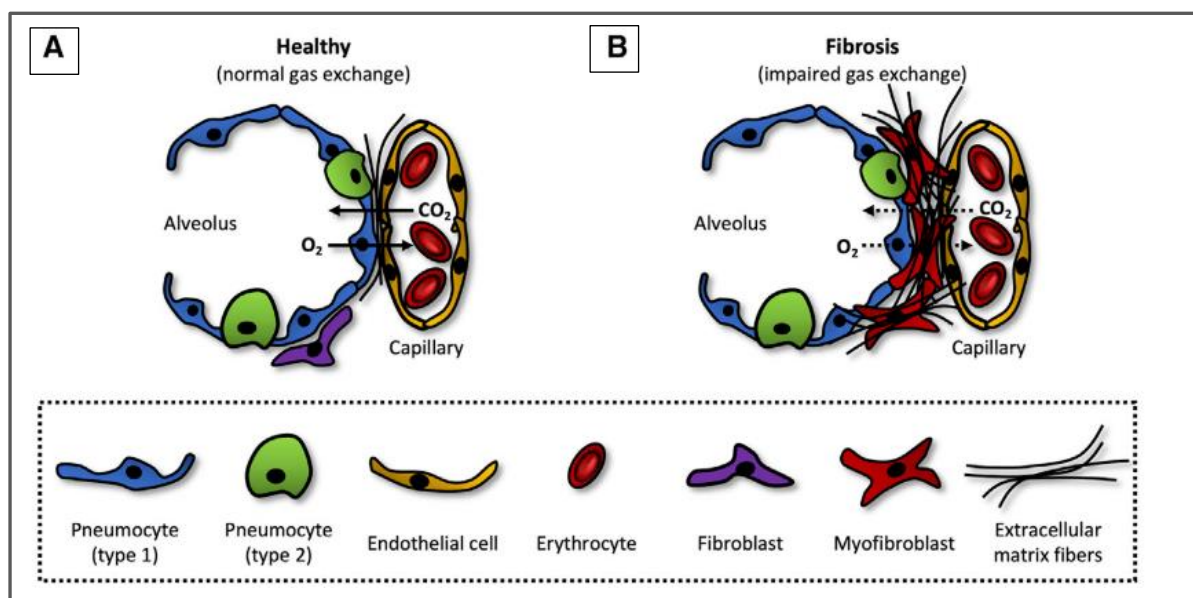 A
Healthy
(normal gas exchange)
Alveolus
CO₂
O₂
Capillary
B
Fibrosis
(impaired gas exchange)
Alveolus
CO₂
O₂
Capillary
Pneumocyte
(type 1)
Pneumocyte
(type 2)
Endothelial cell
Erythrocyte
Fibroblast
Myofibroblast
Extracellular
matrix fibers